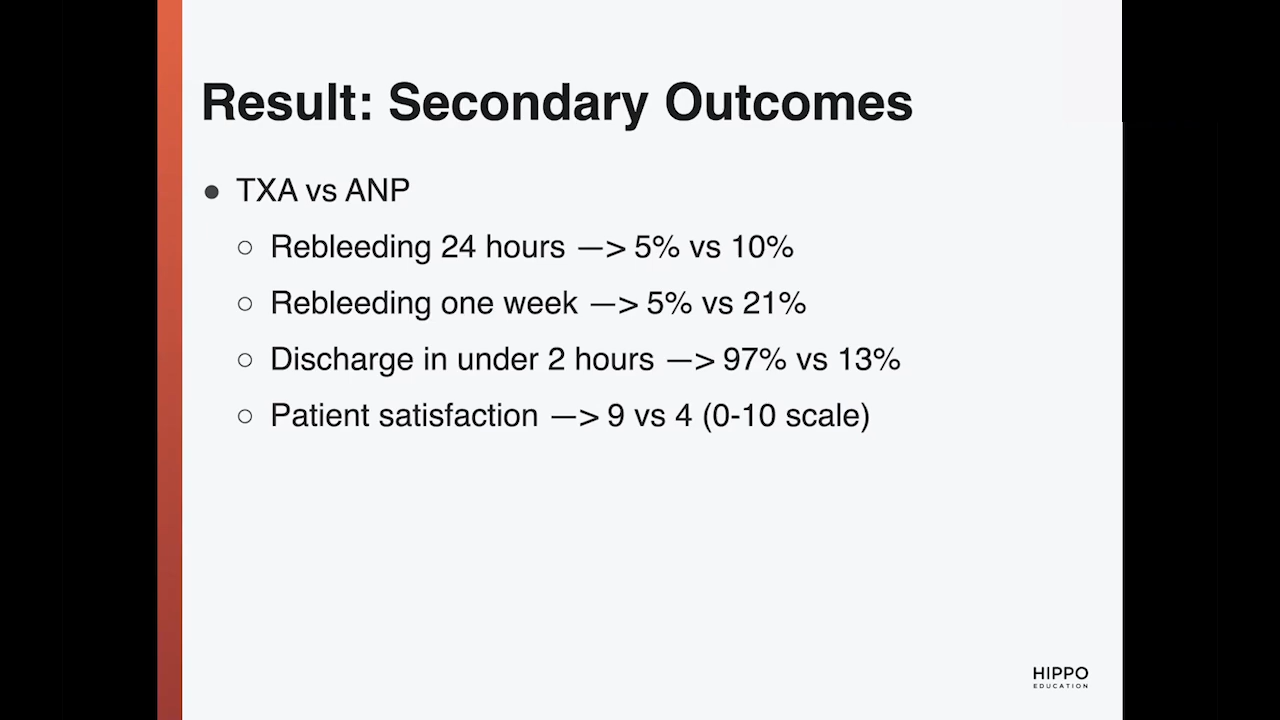 Result: Secondary Outcomes
● TXA vs ANP
○ Rebleeding 24 hours —> 5% vs 10%
○ Rebleeding one week —> 5% vs 21%
○ Discharge in under 2 hours —> 97% vs 13%
○ Patient satisfaction —> 9 vs 4 (0-10 scale)
HIPPO
EDUCATION